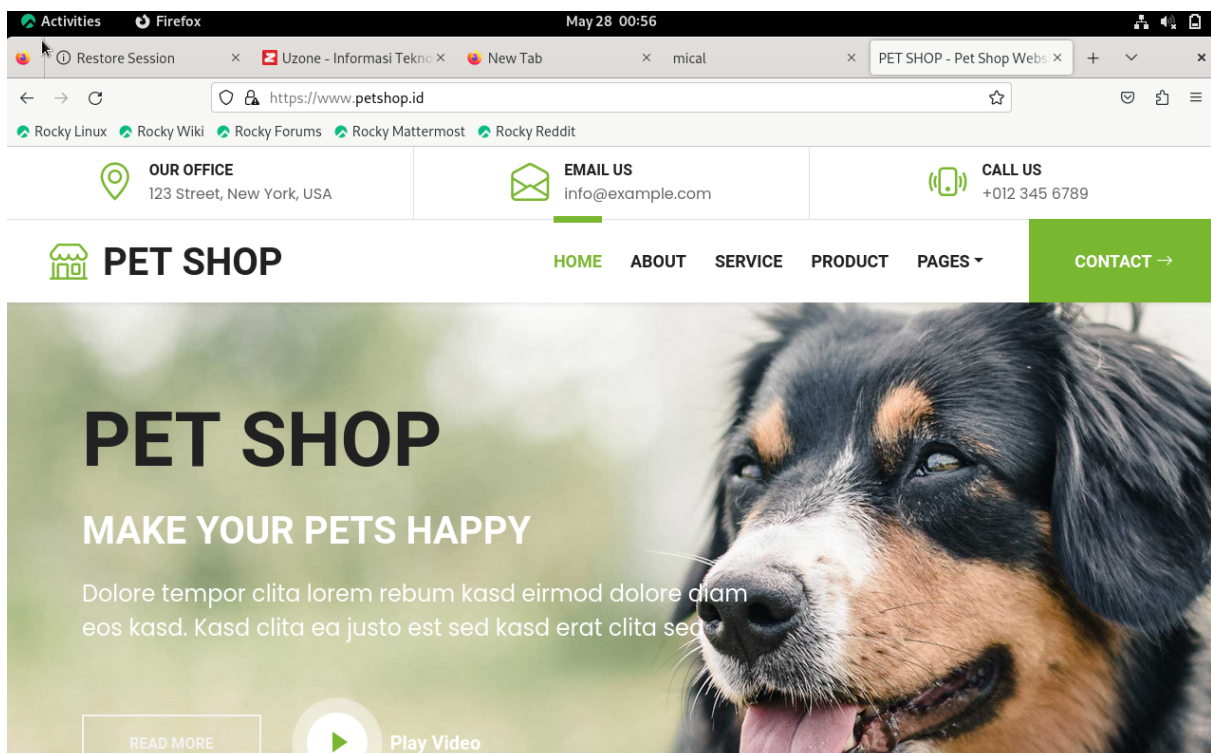 Activities Firefox May 28 00:56
Restore Session Uzone - Informasi Tekno New Tab mical PET SHOP - Pet Shop Webs
https://www.petshop.id
Rocky Linux Rocky Wiki Rocky Forums Rocky Mattermost Rocky Reddit
OUR OFFICE
123 Street, New York, USA
EMAIL US
info@example.com
CALL US
+012 345 6789
PET SHOP HOME ABOUT SERVICE PRODUCT PAGES CONTACT →
PET SHOP
MAKE YOUR PETS HAPPY
Dolore tempor clita lorem rebum kasd eirmod dolore diam
eos kasd. Kasd clita ea justo est sed kasd erat clita sed
READ MORE Play Video